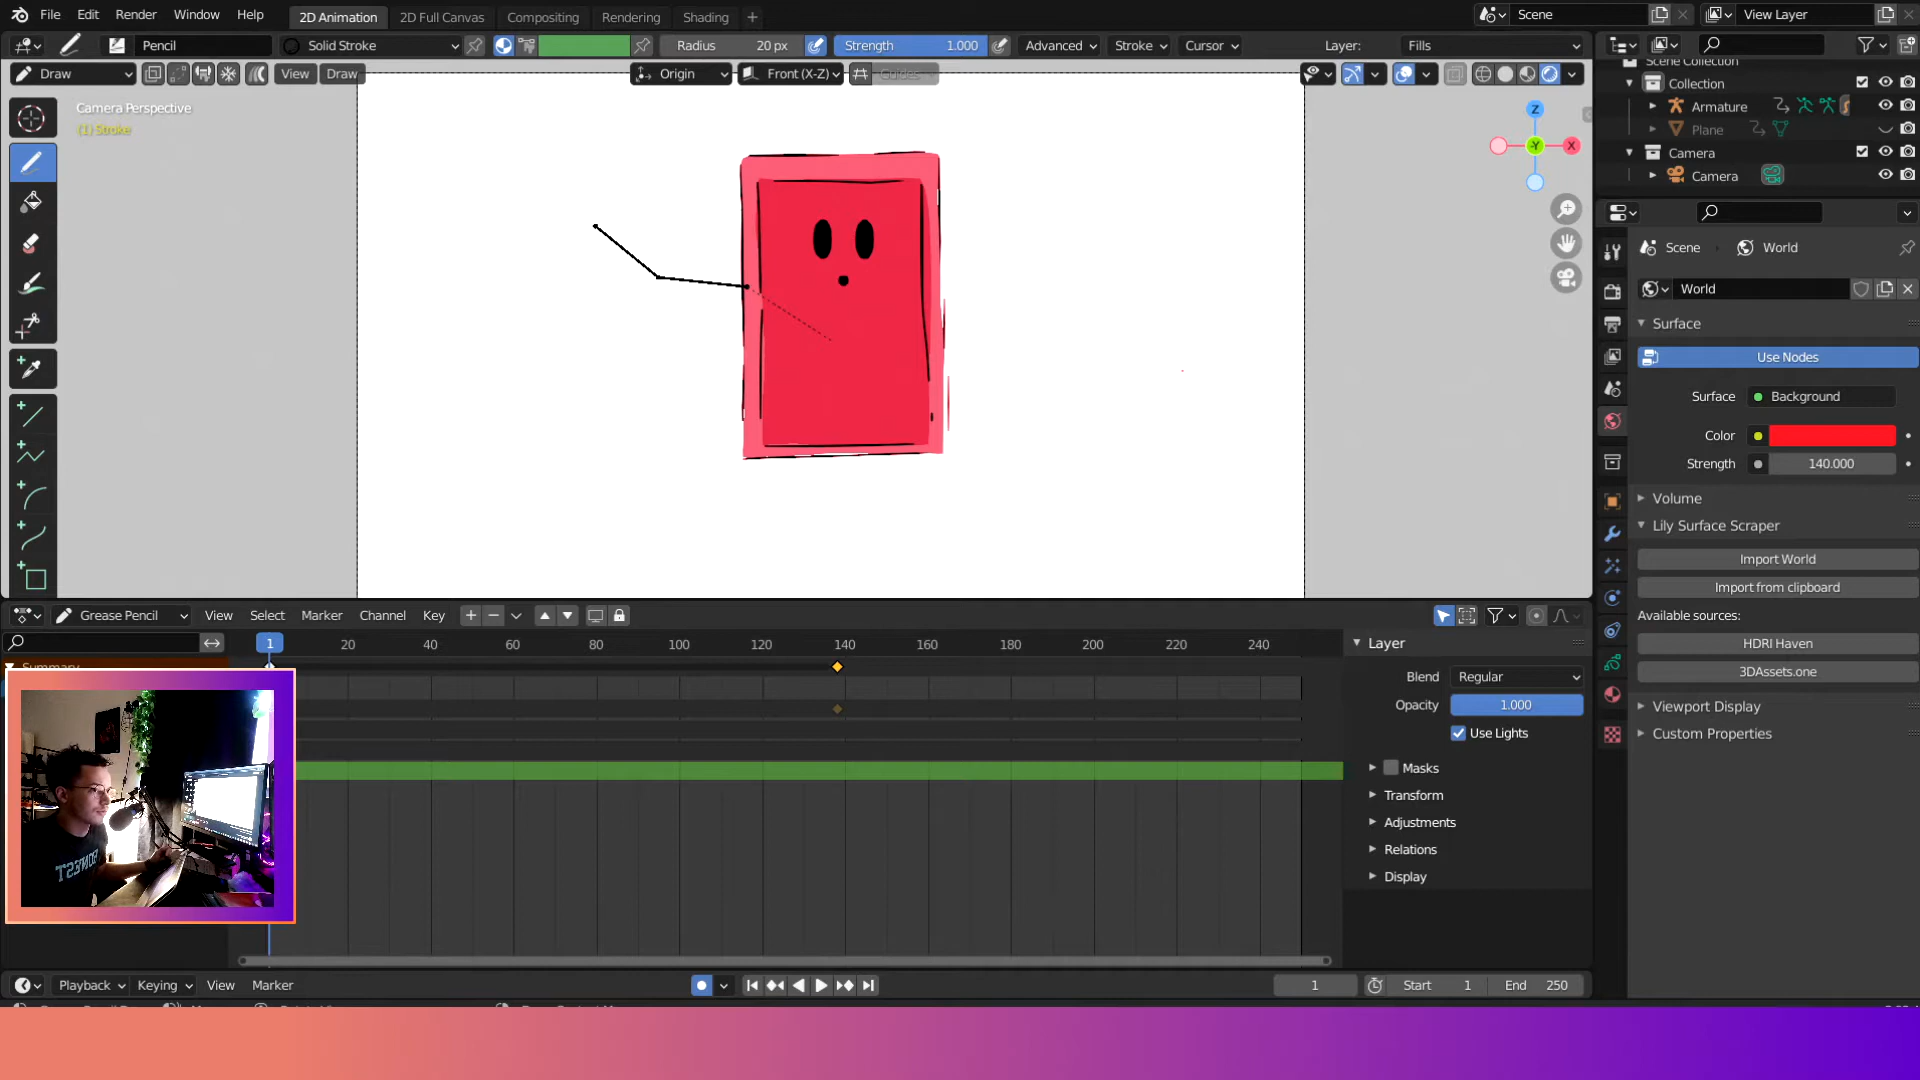 File Edit Render Window Help 2D Animation 2D Full Canvas Compositing Rendering Shading + Scene View Layer
Pencil Solid Stroke Radius 20 px Strength 1.000 Advanced Stroke Cursor Layer: Fills
Draw View Draw Origin Front (X-Z) Guides
Camera Perspective
(1) Stroke
Z
-Y
X
Scene Collection
Collection
Armature
Plane
Camera
Camera
Scene World
World
Surface
Use Nodes
Surface Background
Color
Strength 140.000
Volume
Lily Surface Scraper
Import World
Import from clipboard
Available sources:
HDRI Haven
3DAssets.one
Viewport Display
Custom Properties
Grease Pencil View Select Marker Channel Key
1 20 40 60 80 100 120 140 160 180 200 220 240
Summary
Layer
Blend Regular
Opacity 1.000
Use Lights
Masks
Transform
Adjustments
Relations
Display
Playback Keying View Marker 1 Start 1 End 250